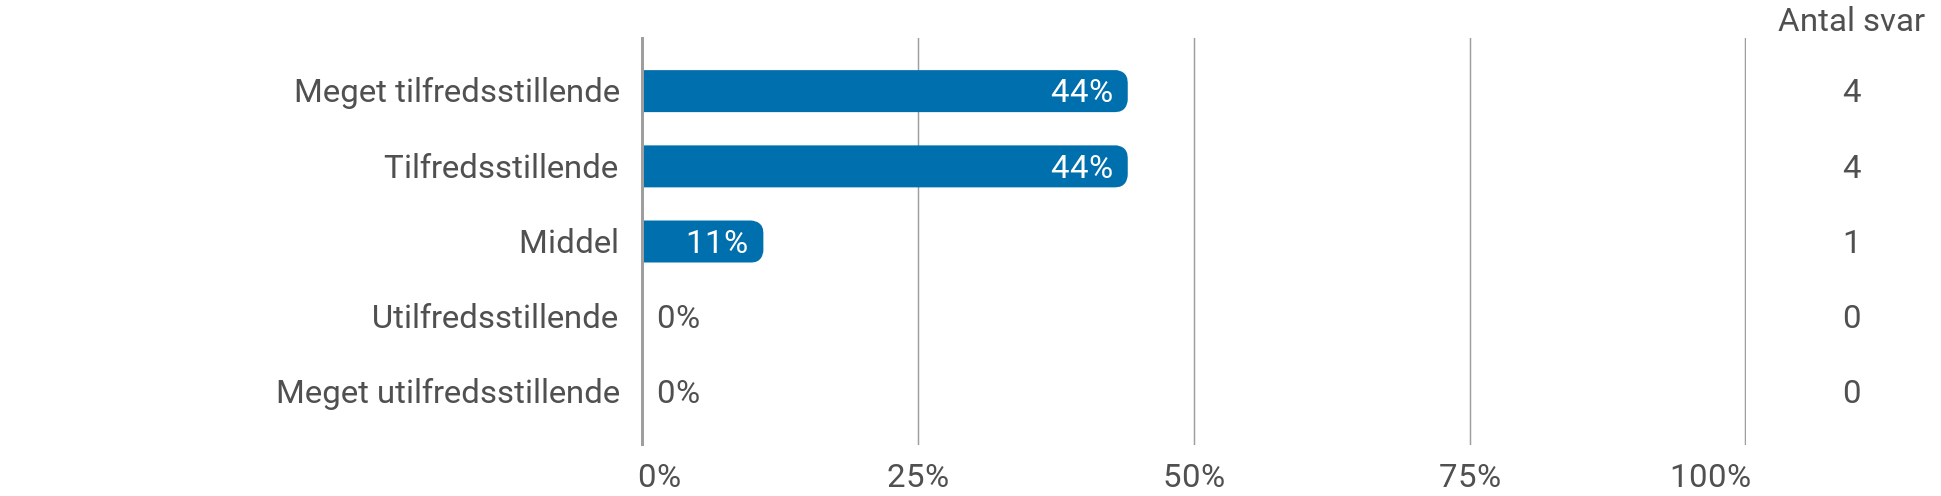 Antal svar
Meget tilfredsstillende 44% 4
Tilfredsstillende 44% 4
Middel 11% 1
Utilfredsstillende 0% 0
Meget utilfredsstillende 0% 0
0% 25% 50% 75% 100%